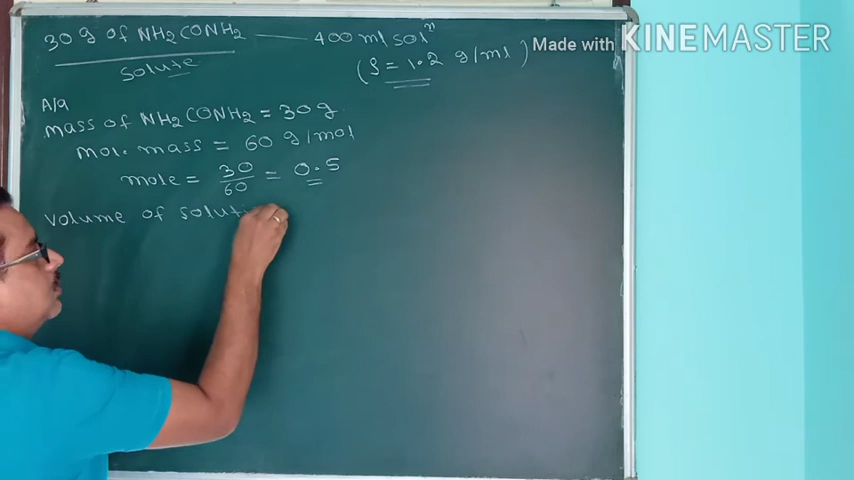 30 g of NH2CONH2 —— 400 ml solⁿ
Solute
(ρ = 1.2 g/ml)
Made with KINEMASTER
A/q
mass of NH2CONH2 = 30 g
mole. mass = 60 g/mol
mole = 30/60 = 0.5
volume of soluti